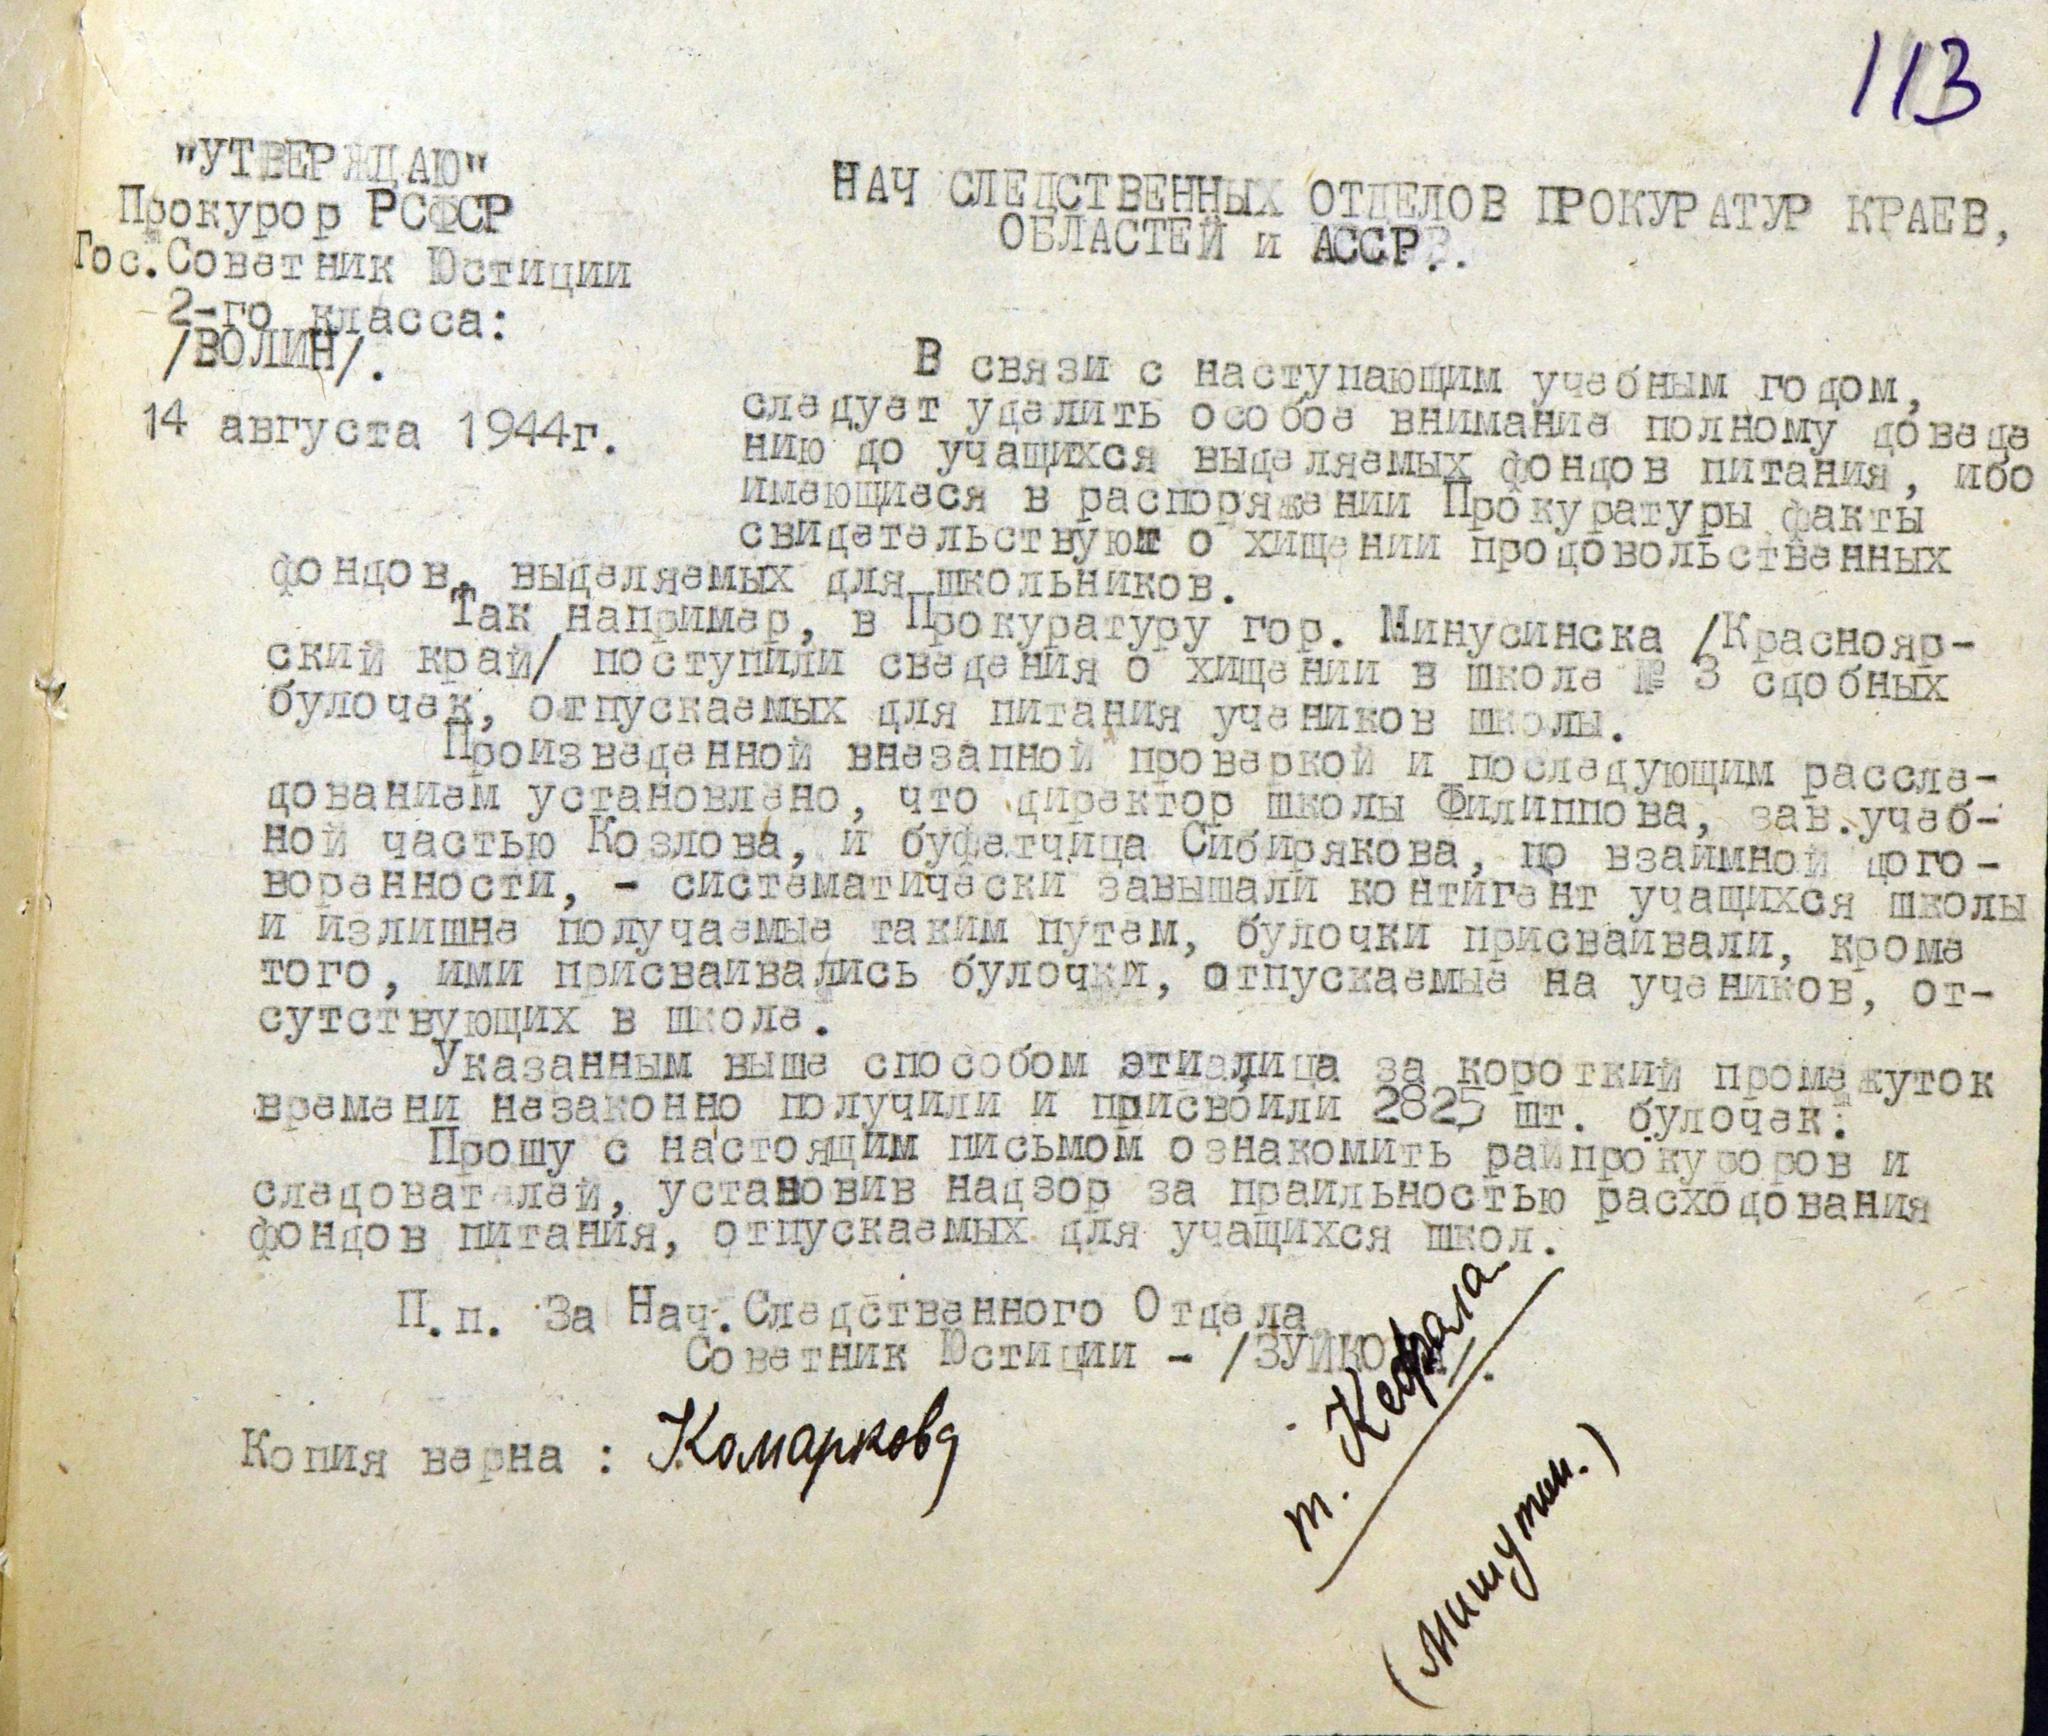 113
"УТВЕРЖДАЮ"
Прокурор РСФСР
Гос.Советник Юстиции
2-го класса:
/ВОЛИН/.
14 августа 1944г.
НАЧ СЛЕДСТВЕННЫХ ОТДЕЛОВ ПРОКУРАТУР КРАЕВ,
ОБЛАСТЕЙ и АССР.
В связи с наступающим учебным годом,
следует уделить особое внимание полному доведе
нию до учащихся выделяемых фондов питания, ибо
имеющиеся в распоряжении Прокуратуры факты
свидетельствуют о хищении продовольственных
фондов, выделяемых для школьников.
Так например, в Прокуратуру гор. Минусинска /Краснояр-
ский край/ поступили сведения о хищении в школе № 3 сдобных
булочек, отпускаемых для питания учеников школы.
Произведенной внезапной проверкой и последующим рассле-
дованием установлено, что директор школы Филиппова, зав.учеб-
ной частью Козлова, и буфетчица Сибирякова, по взаимной дого-
воренности, - систематически завышали контигент учащихся школы
и излишне получаемые таким путем, булочки присваивали, кроме
того, ими присваивались булочки, отпускаемые на учеников, от-
сутствующих в школе.
Указанным выше способом эти лица за короткий промежуток
времени незаконно получили и присвоили 2825 шт. булочек.
Прошу с настоящим письмом ознакомить райпрокуроров и
следователей, установив надзор за праильностью расходования
фондов питания, отпускаемых для учащихся школ.
П.п. За Нач.Следственного Отдела
Советник Юстиции - /ЗУЙКО
Копия верна : Комаркова
т.
(Мишутин.)